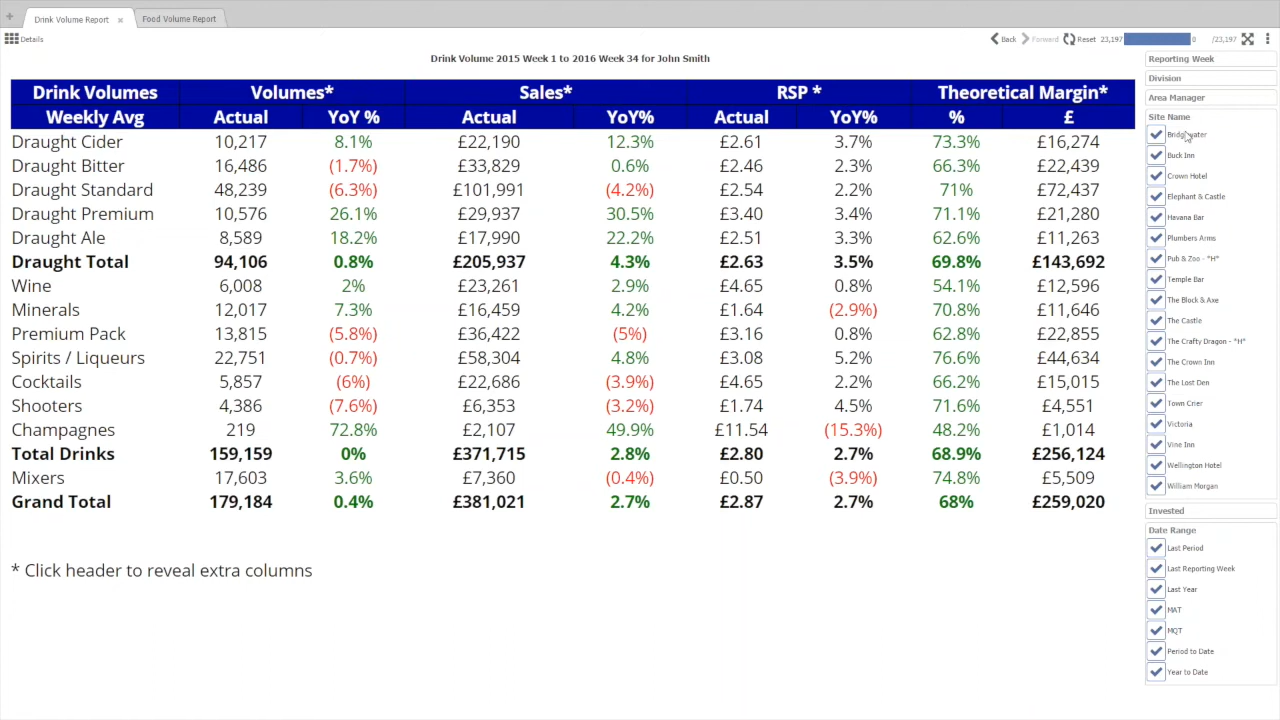 Drink Volume Report
Food Volume Report
Details
Back Forward Reset 23,197 0 /23,197
Drink Volume 2015 Week 1 to 2016 Week 34 for John Smith
Drink Volumes Volumes* Sales* RSP * Theoretical Margin*
Weekly Avg Actual YoY % Actual YoY% Actual YoY% % £
Draught Cider 10,217 8.1% £22,190 12.3% £2.61 3.7% 73.3% £16,274
Draught Bitter 16,486 (1.7%) £33,829 0.6% £2.46 2.3% 66.3% £22,439
Draught Standard 48,239 (6.3%) £101,991 (4.2%) £2.54 2.2% 71% £72,437
Draught Premium 10,576 26.1% £29,937 30.5% £3.40 3.4% 71.1% £21,280
Draught Ale 8,589 18.2% £17,990 22.2% £2.51 3.3% 62.6% £11,263
Draught Total 94,106 0.8% £205,937 4.3% £2.63 3.5% 69.8% £143,692
Wine 6,008 2% £23,261 2.9% £4.65 0.8% 54.1% £12,596
Minerals 12,017 7.3% £16,459 4.2% £1.64 (2.9%) 70.8% £11,646
Premium Pack 13,815 (5.8%) £36,422 (5%) £3.16 0.8% 62.8% £22,855
Spirits / Liqueurs 22,751 (0.7%) £58,304 4.8% £3.08 5.2% 76.6% £44,634
Cocktails 5,857 (6%) £22,686 (3.9%) £4.65 2.2% 66.2% £15,015
Shooters 4,386 (7.6%) £6,353 (3.2%) £1.74 4.5% 71.6% £4,551
Champagnes 219 72.8% £2,107 49.9% £11.54 (15.3%) 48.2% £1,014
Total Drinks 159,159 0% £371,715 2.8% £2.80 2.7% 68.9% £256,124
Mixers 17,603 3.6% £7,360 (0.4%) £0.50 (3.9%) 74.8% £5,509
Grand Total 179,184 0.4% £381,021 2.7% £2.87 2.7% 68% £259,020
* Click header to reveal extra columns
Reporting Week
Division
Area Manager
Site Name
Buck Inn
Crown Hotel
Elephant & Castle
Havana Bar
Plumbers Arms
Pub & Zoo - *H*
Temple Bar
The Block & Axe
The Castle
The Crafty Dragon - *H*
The Crown Inn
The Lost Den
Town Crier
Victoria
Vine Inn
Wellington Hotel
William Morgan
Invested
Date Range
Last Period
Last Reporting Week
Last Year
MAT
MQT
Period to Date
Year to Date